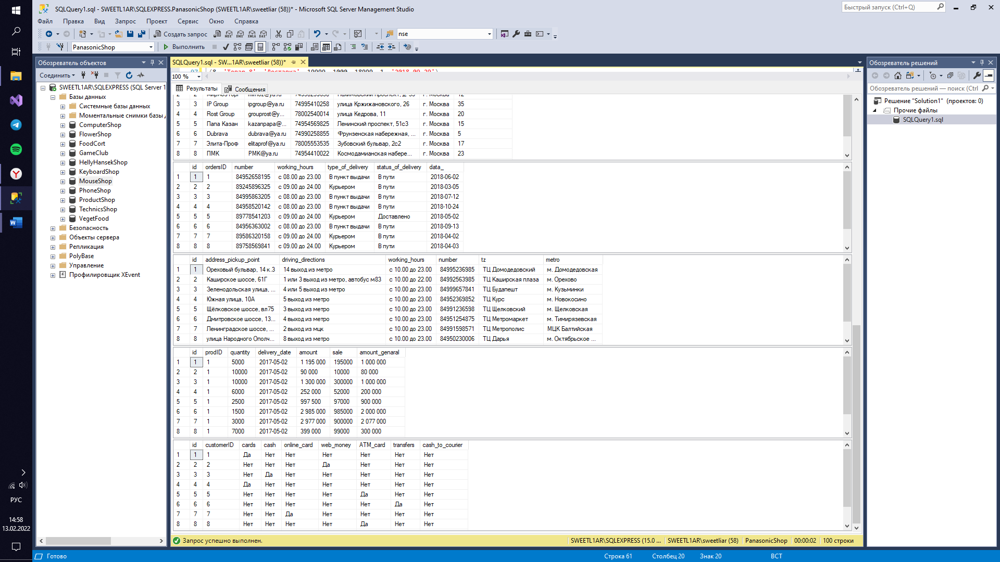 SQLQuery1.sql - SWEETL1AR\SQLEXPRESS.PanasonicShop (SWEETL1AR\sweetliar (58))* - Microsoft SQL Server Management Studio
Быстрый запуск (Ctrl+Q)
Файл Правка Вид Запрос Проект Сервис Окно Справка
Создать запрос MDX DMX XMLA DAX nse
PanasonicShop Выполнить
Обозреватель объектов
Соединить
SWEETL1AR\SQLEXPRESS (SQL Server 1
Базы данных
Системные базы данных
Моментальные снимки базы
ComputerShop
FlowerShop
FoodCort
GameClub
HellyHansekShop
KeyboardShop
MouseShop
PhoneShop
ProductShop
TechnicsShop
VegetFood
Безопасность
Объекты сервера
Репликация
PolyBase
Управление
Профилировщик XEvent
SQLQuery1.sql - SW...1AR\sweetliar (58))*
97 (8, 'Товар 8', 'Доставка', 19999, 1000, 18999, 1, '2018-09-29')
100 %
Результаты Сообщения
3 3 IP Group ipgroup@ya.ru 74995410258 улица Кржижановского, 26 г. Москва 35
4 4 Rost Group grouprost@y... 78002540014 улица Кедрова, 11 г. Москва 20
5 5 Папа Казан kazanpapa@... 74954569825 Ленинский проспект, 51с3 г. Москва 15
6 6 Dubrava dubrava@ya.ru 74990258855 Фрунзенская набережная, ... г. Москва 5
7 7 Элита-Проф elitaprof@ya.ru 78005553535 Зубовский бульвар, 2с2 г. Москва 17
8 8 ПМК PMK@ya.ru 74954410022 Космодамианская набере... г. Москва 23
id ordersID number working_hours type_of_delivery status_of_delivery data_
1 1 1 84952658195 с 08.00 до 23.00 В пункт выдачи В пути 2018-06-02
2 2 2 89245896325 с 09.00 до 24.00 Курьером В пути 2018-03-05
3 3 3 84995863205 с 08.00 до 23.00 В пункт выдачи В пути 2018-07-12
4 4 4 84958520142 с 08.00 до 23.00 В пункт выдачи В пути 2018-10-24
5 5 5 89778541203 с 09.00 до 24.00 Курьером Доставлено 2018-05-02
6 6 6 84956363002 с 08.00 до 23.00 В пункт выдачи В пути 2018-09-13
7 7 7 89586320158 с 09.00 до 24.00 Курьером В пути 2018-04-02
8 8 8 89758569841 с 09.00 до 24.00 Курьером В пути 2018-04-03
id address_pickup_point driving_directions working_hours number tz metro
1 1 Ореховый бульвар, 14 к.3 14 выход из метро с 10.00 до 23.00 84995236985 ТЦ Домодедовский м. Домодедовская
2 2 Каширское шоссе, 61Г 1 или 3 выход из метро, автобус м83 с 10.00 до 22.00 84992563985 ТЦ Каширская плаза м. Орехово
3 3 Зеленодольская улица, ... 4 или 5 выход из метро с 10.00 до 23.00 84999657841 ТЦ Будапешт м. Кузьминки
4 4 Южная улица, 10А 5 выход из метро с 10.00 до 23.00 84952369852 ТЦ Курс м. Новокосино
5 5 Щёлковское шоссе, вл75 3 выход из метро с 10.00 до 23.00 84991236598 ТЦ Щелковский м. Щелковская
6 6 Дмитровское шоссе, 13... 4 выход из метро с 10.00 до 23.00 84951254875 ТЦ Метромаркет м. Тимирязевская
7 7 Ленинградское шоссе, ... 2 выход из мцк с 10.00 до 23.00 84991598571 ТЦ Метрополис МЦК Балтийская
8 8 улица Народного Ополч... 8 выход из метро с 10.00 до 23.00 84950230006 ТЦ Дарья м. Октябрьское ...
id prodID quantity delivery_date amount sale amount_genaral
1 1 1 5000 2017-05-02 1 195 000 195000 1 000 000
2 2 1 10000 2017-05-02 90 000 10000 80 000
3 3 1 10000 2017-05-02 1 300 000 300000 1 000 000
4 4 1 6000 2017-05-02 252 000 52000 200 000
5 5 1 2500 2017-05-02 997 500 97000 900 000
6 6 1 1500 2017-05-02 2 985 000 985000 2 000 000
7 7 1 3000 2017-05-02 2 977 000 900000 2 077 000
8 8 1 7000 2017-05-02 399 000 99000 300 000
id customerID cards cash online_card web_money ATM_card transfers cash_to_courier
1 1 1 Да Нет Нет Нет Нет Нет Нет
2 2 2 Нет Нет Нет Да Нет Нет Нет
3 3 3 Нет Да Нет Нет Нет Нет Нет
4 4 4 Да Нет Нет Нет Нет Нет Нет
5 5 5 Нет Нет Нет Нет Да Нет Нет
6 6 6 Нет Нет Нет Нет Нет Да Нет
7 7 7 Нет Нет Да Нет Нет Нет Нет
8 8 8 Нет Нет Нет Нет Да Нет Нет
Запрос успешно выполнен. SWEETL1AR\SQLEXPRESS (15.0 ... SWEETL1AR\sweetliar (58) PanasonicShop 00:00:02 100 строки
Обозреватель решений
Обозреватель решений — поиск (Ctrl
Решение "Solution1" (проектов: 0)
Прочие файлы
SQLQuery1.sql
Готово Строка 61 Столбец 20 Знак 20 ВСТ
РУС
14:58
13.02.2022